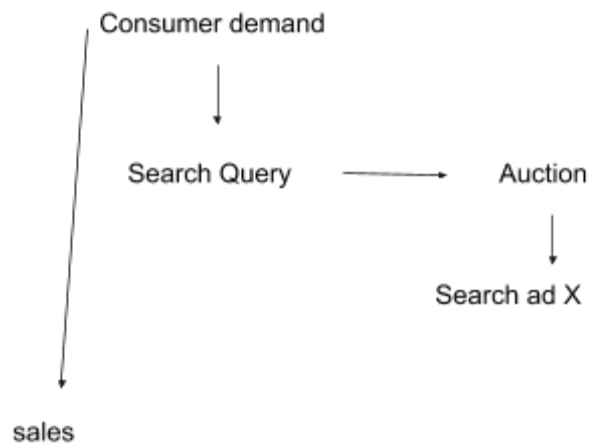 Consumer demand
Search Query
Auction
Search ad X
sales